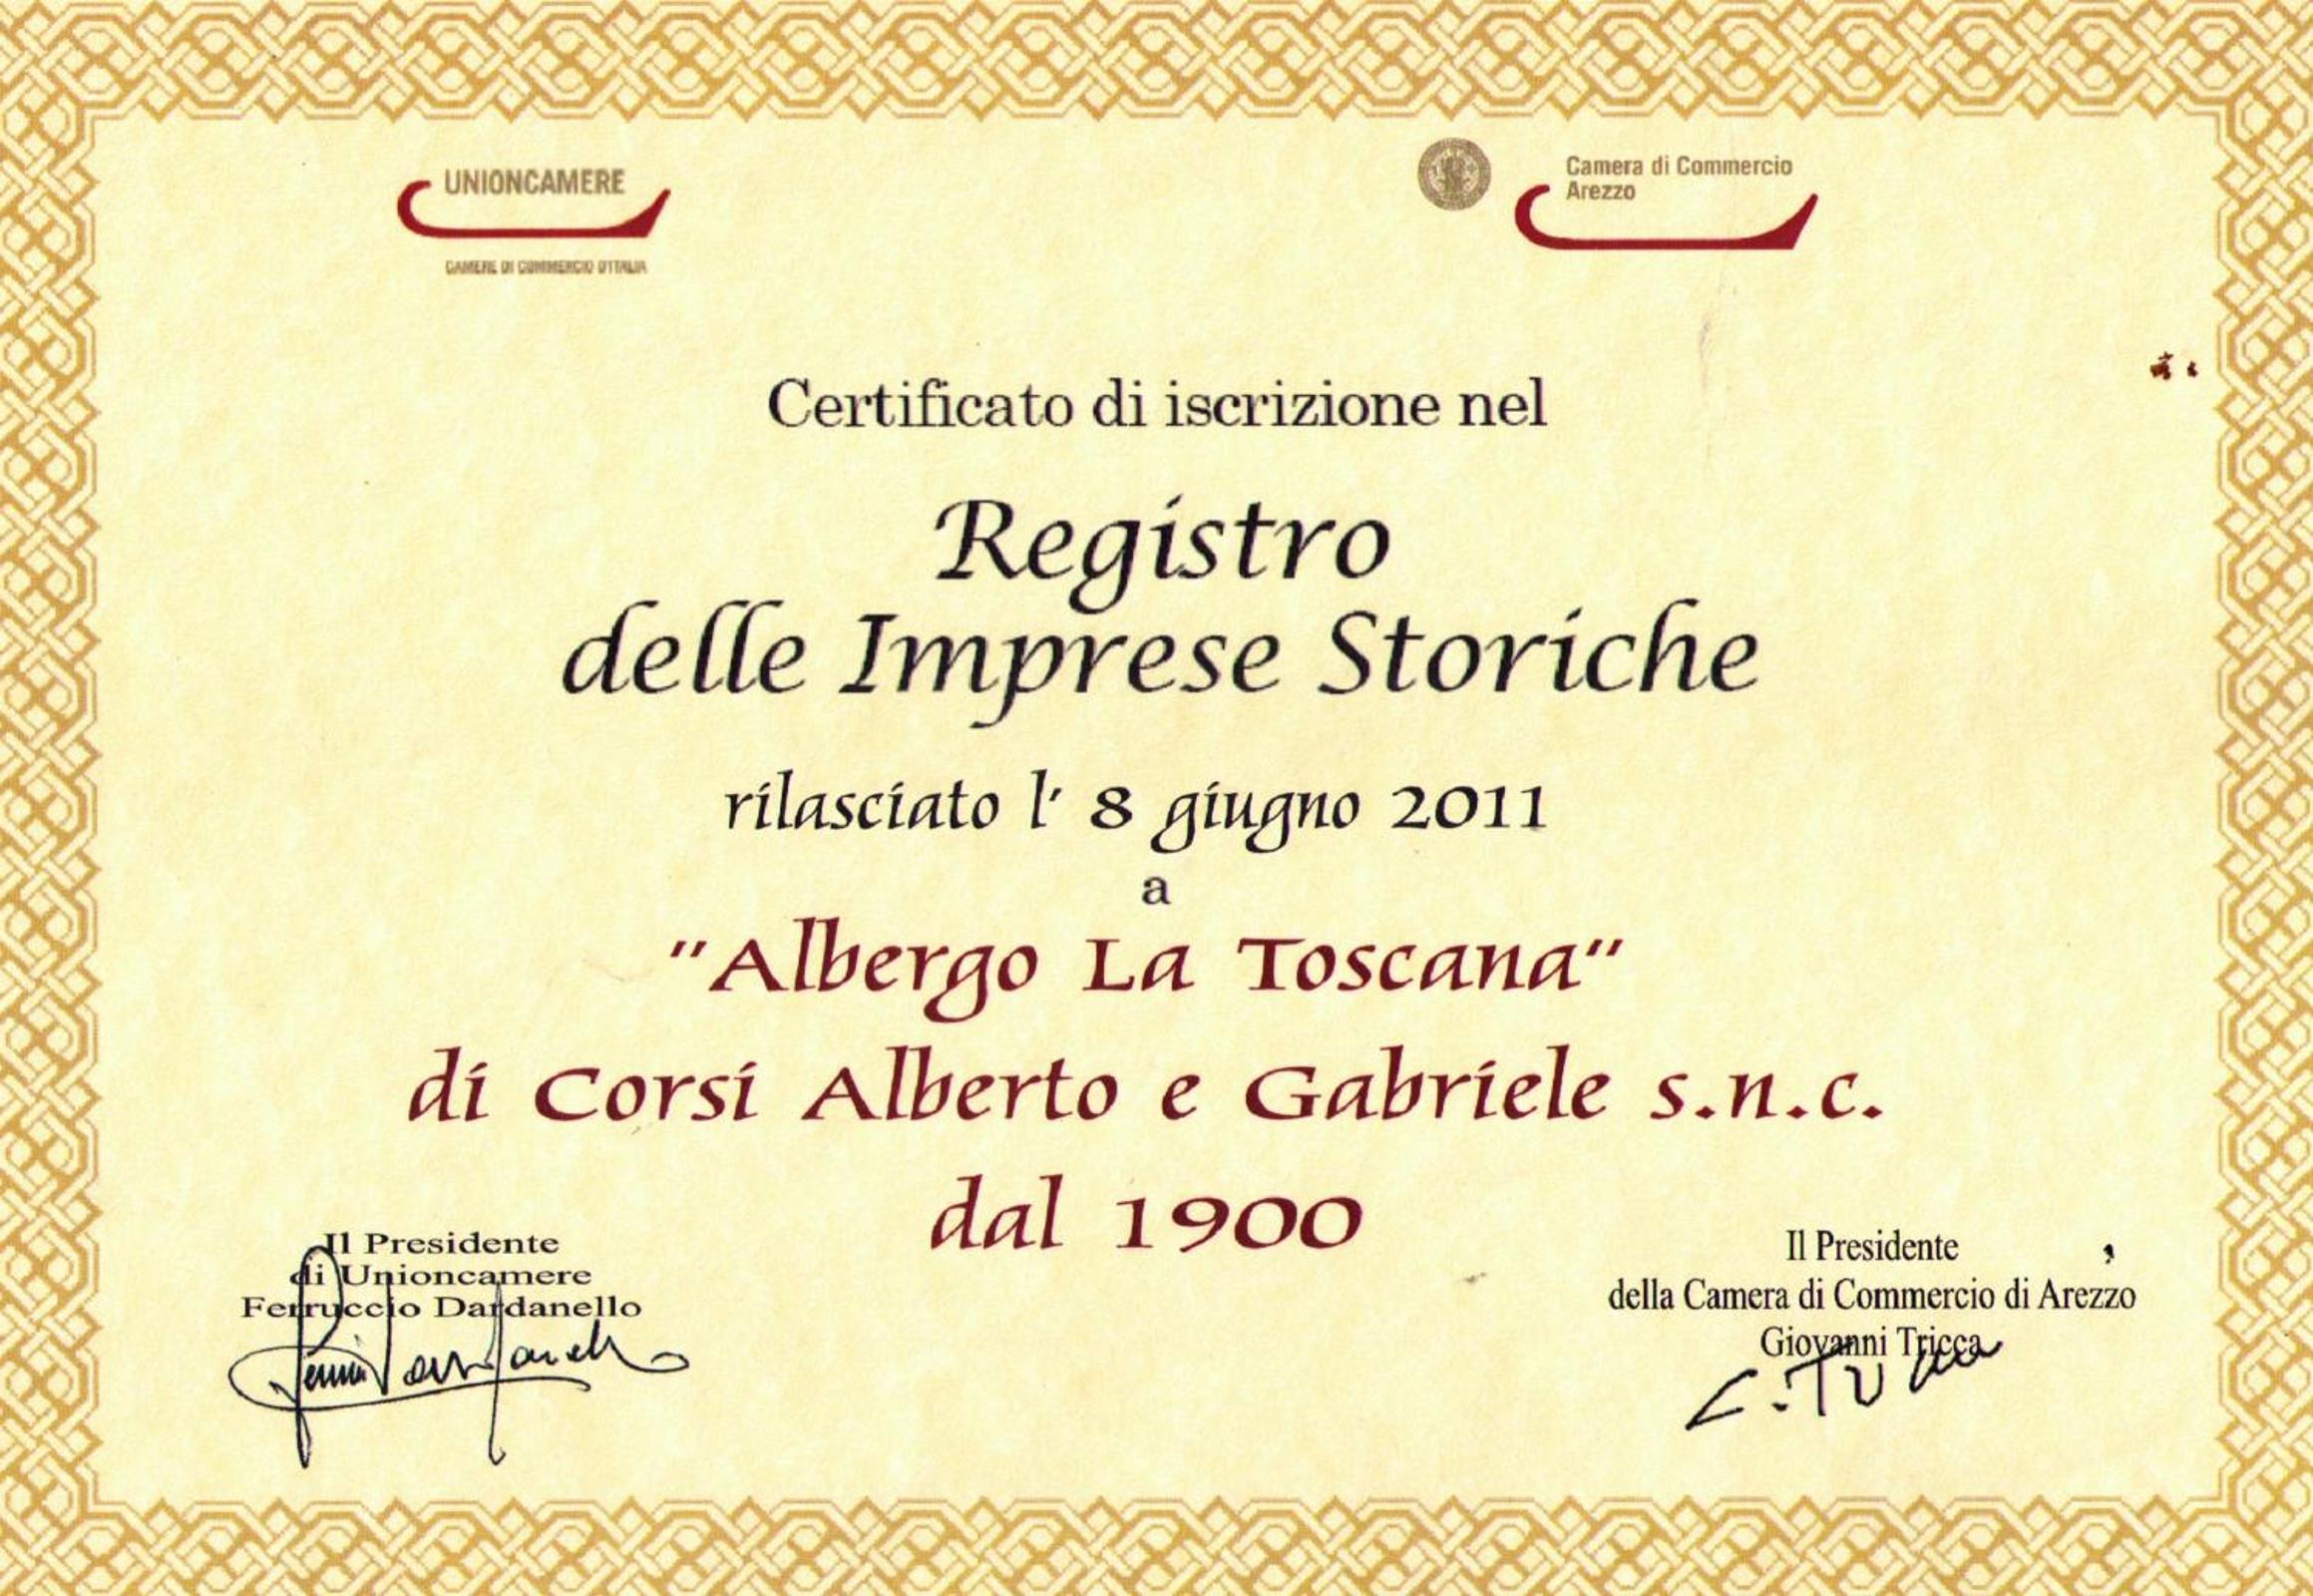 UNIONCAMERE
CAMERE DI COMMERCIO D'ITALIA
Camera di Commercio
Arezzo
Certificato di iscrizione nel
Registro
delle Imprese Storiche
rilasciato l' 8 giugno 2011
a
"Albergo La Toscana"
di Corsi Alberto e Gabriele s.n.c.
dal 1900
Il Presidente
di Unioncamere
Ferruccio Dardanello
Il Presidente
della Camera di Commercio di Arezzo
Giovanni Tricca